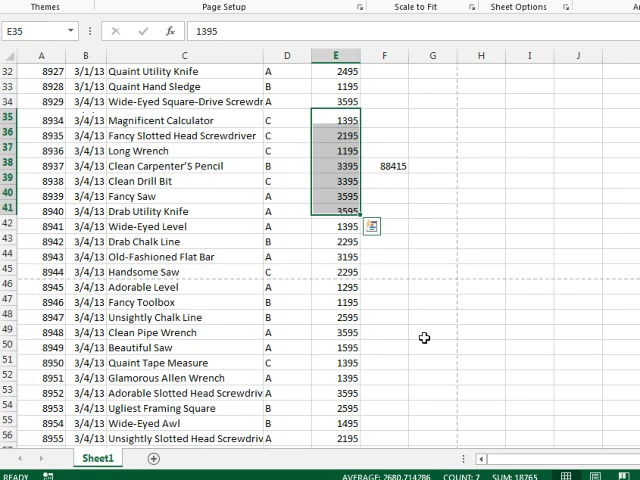 Themes Page Setup Scale to Fit Sheet Options
E35 1395
A B C D E F G H I J
32 8927 3/1/13 Quaint Utility Knife A 2495
33 8928 3/1/13 Quaint Hand Sledge B 1195
34 8929 3/4/13 Wide-Eyed Square-Drive Screwdr A 3595
35 8934 3/4/13 Magnificent Calculator C 1395
36 8935 3/4/13 Fancy Slotted Head Screwdriver C 2195
37 8936 3/4/13 Long Wrench C 1195
38 8937 3/4/13 Clean Carpenter's Pencil B 3395 88415
39 8938 3/4/13 Clean Drill Bit C 3395
40 8939 3/4/13 Fancy Saw A 3595
41 8940 3/4/13 Drab Utility Knife A 3595
42 8941 3/4/13 Wide-Eyed Level A 1395
43 8942 3/4/13 Drab Chalk Line B 2295
44 8943 3/4/13 Old-Fashioned Flat Bar A 3195
45 8944 3/4/13 Handsome Saw C 2295
46 8945 3/4/13 Adorable Level A 1295
47 8946 3/4/13 Fancy Toolbox B 1195
48 8947 3/4/13 Unsightly Chalk Line B 2595
49 8948 3/4/13 Clean Pipe Wrench A 3595
50 8949 3/4/13 Beautiful Saw A 1595
51 8950 3/4/13 Quaint Tape Measure C 1395
52 8951 3/4/13 Glamorous Allen Wrench A 1395
53 8952 3/4/13 Adorable Slotted Head Screwdriv A 3595
54 8953 3/4/13 Ugliest Framing Square B 2595
55 8954 3/4/13 Wide-Eyed Awl B 1495
56 8955 3/4/13 Unsightly Slotted Head Screwdriv A 2195
Sheet1
READY AVERAGE: 2680.714286 COUNT: 7 SUM: 18765